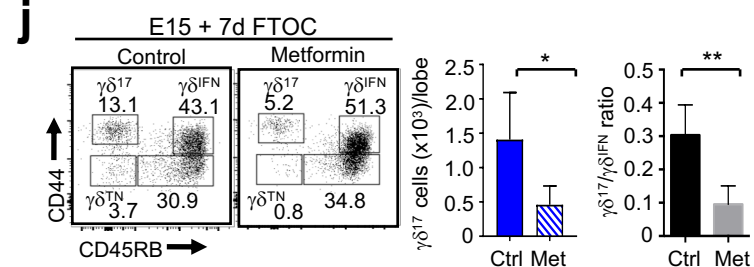 j
E15 + 7d FTOC
Control Metformin
γδ¹⁷ γδᴵᶠᴺ γδ¹⁷ γδᴵᶠᴺ
13.1 43.1 5.2 51.3
γδᵀᴺ 30.9 γδᵀᴺ 34.8
3.7 0.8
CD44
CD45RB
γδ¹⁷ cells (x10³)/lobe
2.5
2.0
1.5
1.0
0.5
0
*
Ctrl Met
γδ¹⁷/γδᴵᶠᴺ ratio
0.5
0.4
0.3
0.2
0.1
0
**
Ctrl Met